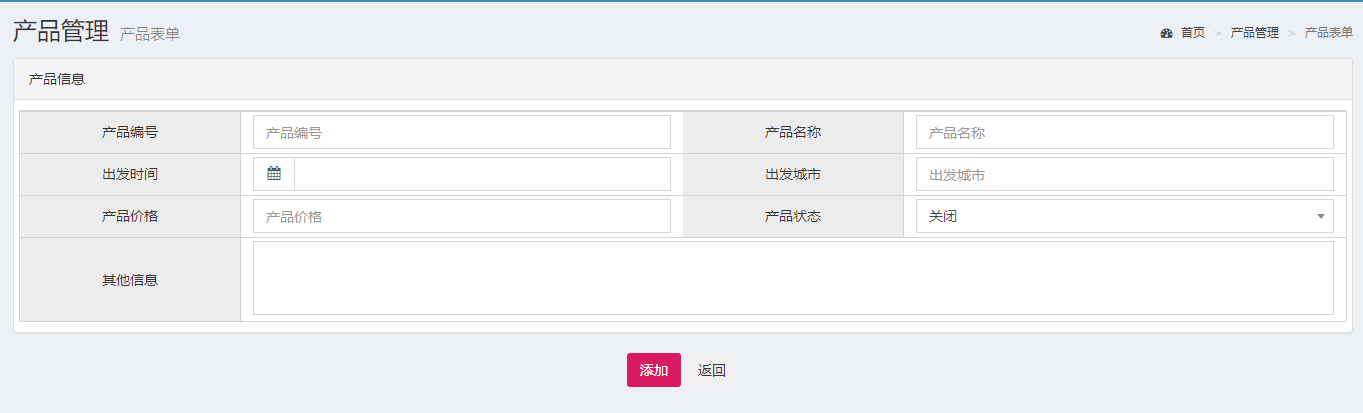 产品管理 产品表单
首页 > 产品管理 > 产品表单
产品信息
产品编号 产品编号 产品名称 产品名称
出发时间 出发城市 出发城市
产品价格 产品价格 产品状态 关闭
其他信息
添加 返回